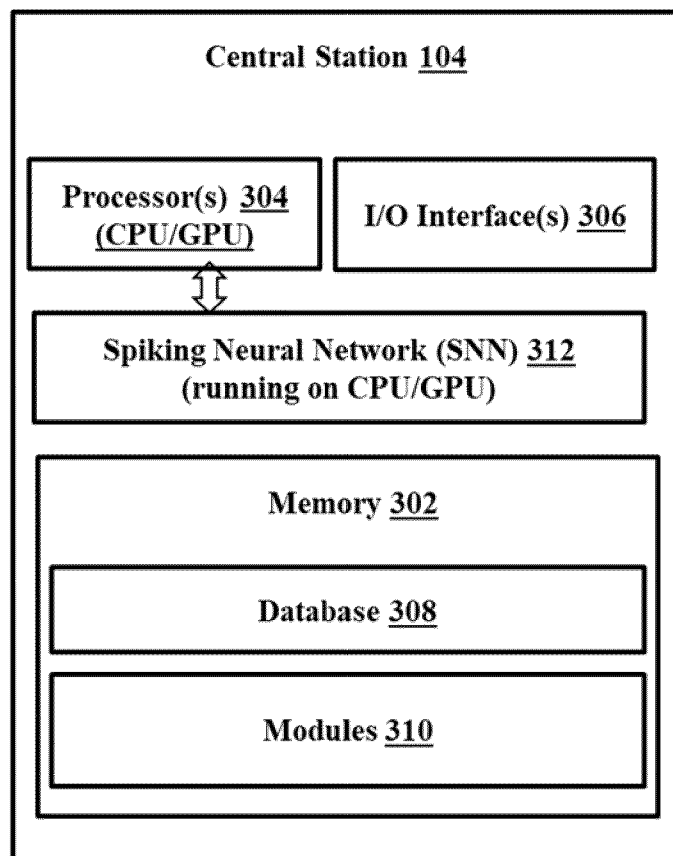 Central Station 104
Processor(s) 304
(CPU/GPU)
I/O Interface(s) 306
Spiking Neural Network (SNN) 312
(running on CPU/GPU)
Memory 302
Database 308
Modules 310